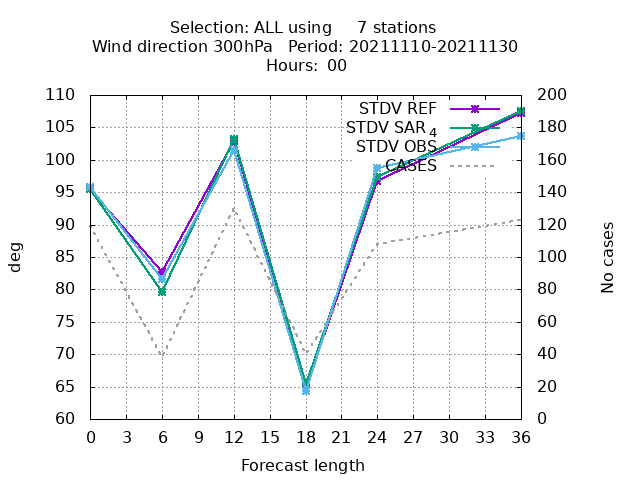 Selection: ALL using     7 stations
Wind direction 300hPa   Period: 20211110-20211130
Hours: 00
STDV REF
STDV SAR4
STDV OBS
CASES
110
105
100
95
90
85
80
75
70
65
60
deg
200
180
160
140
120
100
80
60
40
20
0
No cases
0 3 6 9 12 15 18 21 24 27 30 33 36
Forecast length